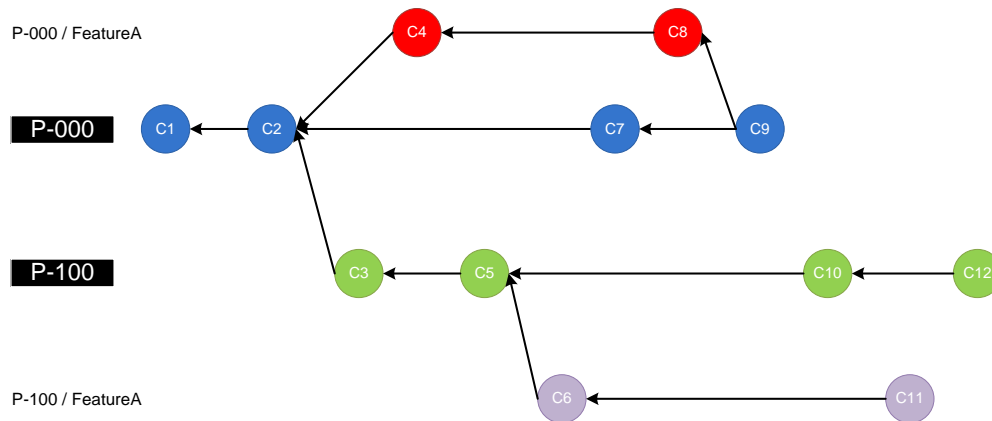 P-000 / FeatureA
C4
C8
P-000
C1
C2
C7
C9
P-100
C3
C5
C10
C12
P-100 / FeatureA
C6
C11